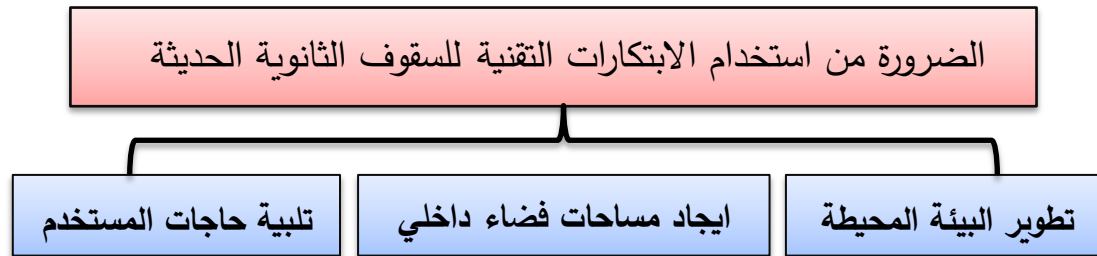 الضرورة من استخدام الابتكارات التقنية للسقوف الثانوية الحديثة
تطوير البيئة المحيطة
ايجاد مساحات فضاء داخلي
تلبية حاجات المستخدم